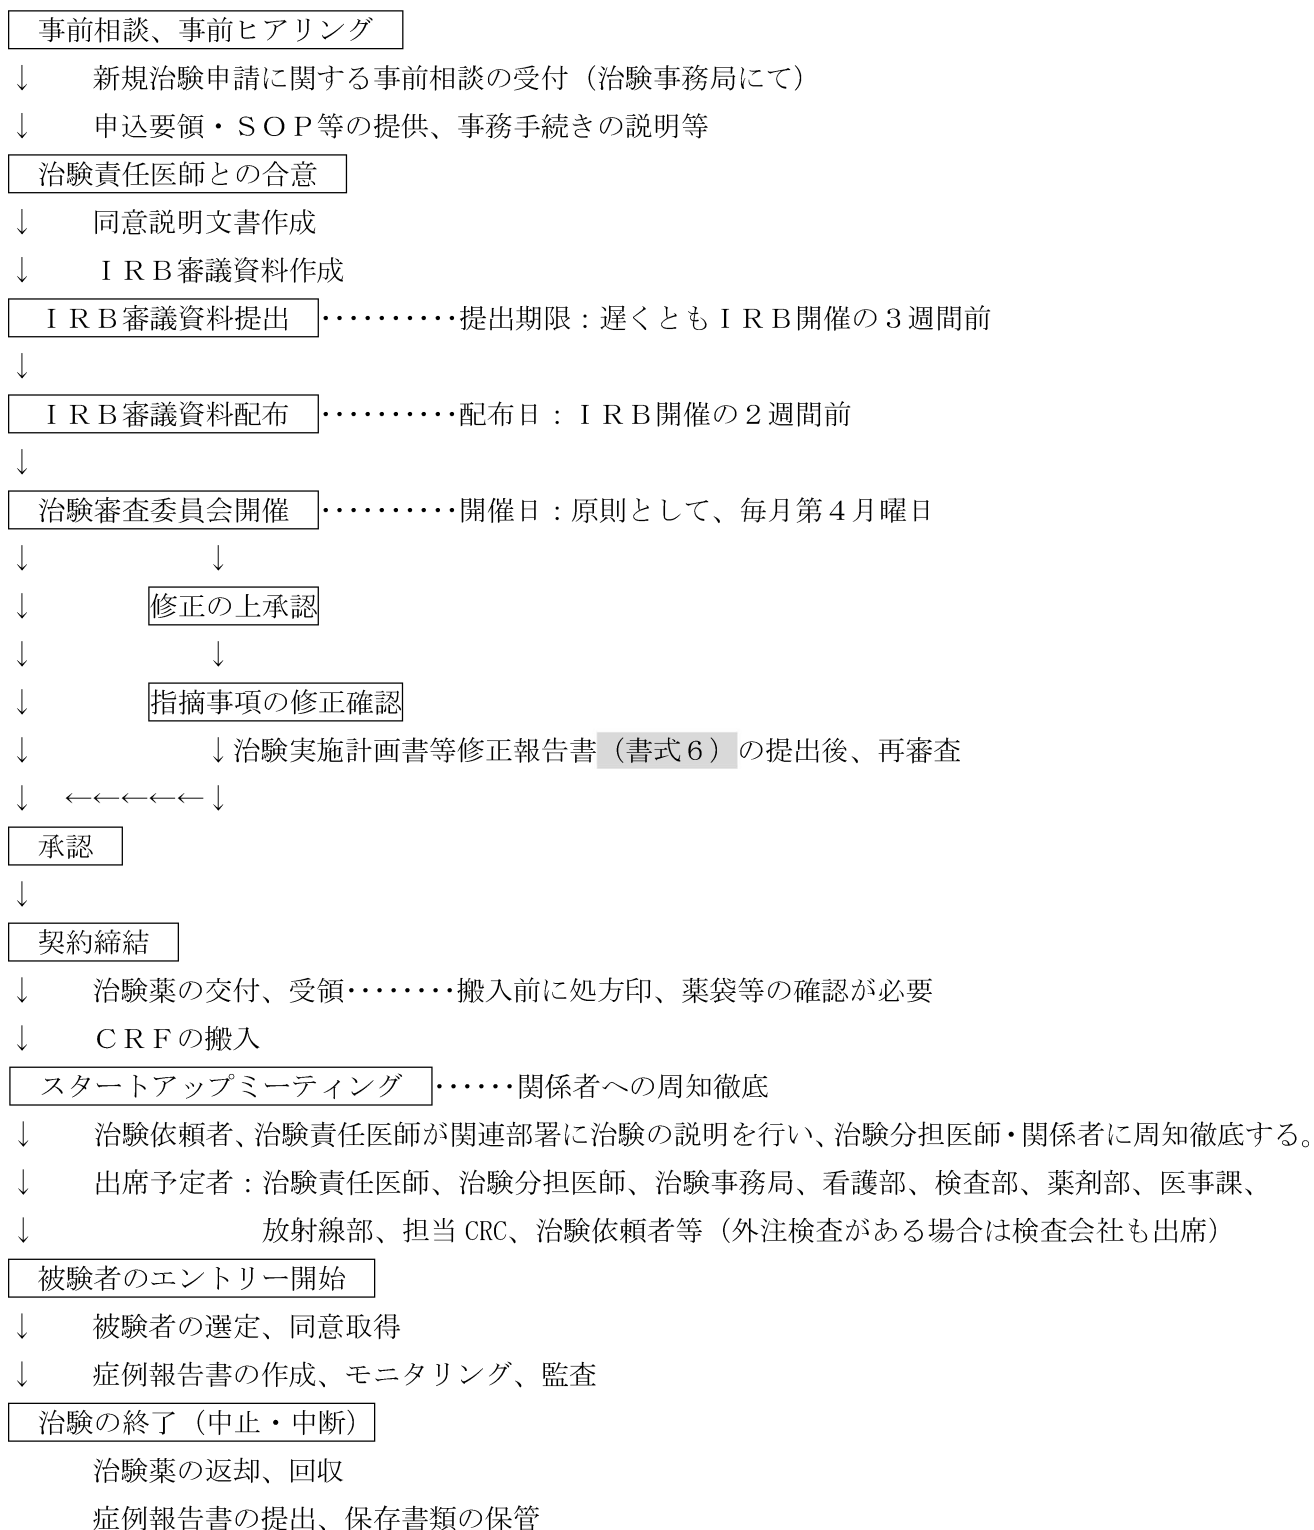 事前相談、事前ヒアリング
↓　　新規治験申請に関する事前相談の受付（治験事務局にて）
↓　　申込要領・ＳＯＰ等の提供、事務手続きの説明等
治験責任医師との合意
↓　　同意説明文書作成
↓　　ＩＲＢ審議資料作成
ＩＲＢ審議資料提出　··········提出期限：遅くともＩＲＢ開催の３週間前
↓
ＩＲＢ審議資料配布　··········配布日：ＩＲＢ開催の２週間前
↓
治験審査委員会開催　··········開催日：原則として、毎月第４月曜日
↓　　　　　　↓
↓　　　　修正の上承認
↓　　　　　　↓
↓　　　　指摘事項の修正確認
↓　　　　　　↓治験実施計画書等修正報告書（書式６）の提出後、再審査
↓　←←←←←↓
承認
↓
契約締結
↓　　治験薬の交付、受領········搬入前に処方印、薬袋等の確認が必要
↓　　ＣＲＦの搬入
スタートアップミーティング　······関係者への周知徹底
↓　　治験依頼者、治験責任医師が関連部署に治験の説明を行い、治験分担医師・関係者に周知徹底する。
↓　　出席予定者：治験責任医師、治験分担医師、治験事務局、看護部、検査部、薬剤部、医事課、
↓　　　　　　　　放射線部、担当 CRC、治験依頼者等（外注検査がある場合は検査会社も出席）
被験者のエントリー開始
↓　　被験者の選定、同意取得
↓　　症例報告書の作成、モニタリング、監査
治験の終了（中止・中断）
治験薬の返却、回収
症例報告書の提出、保存書類の保管